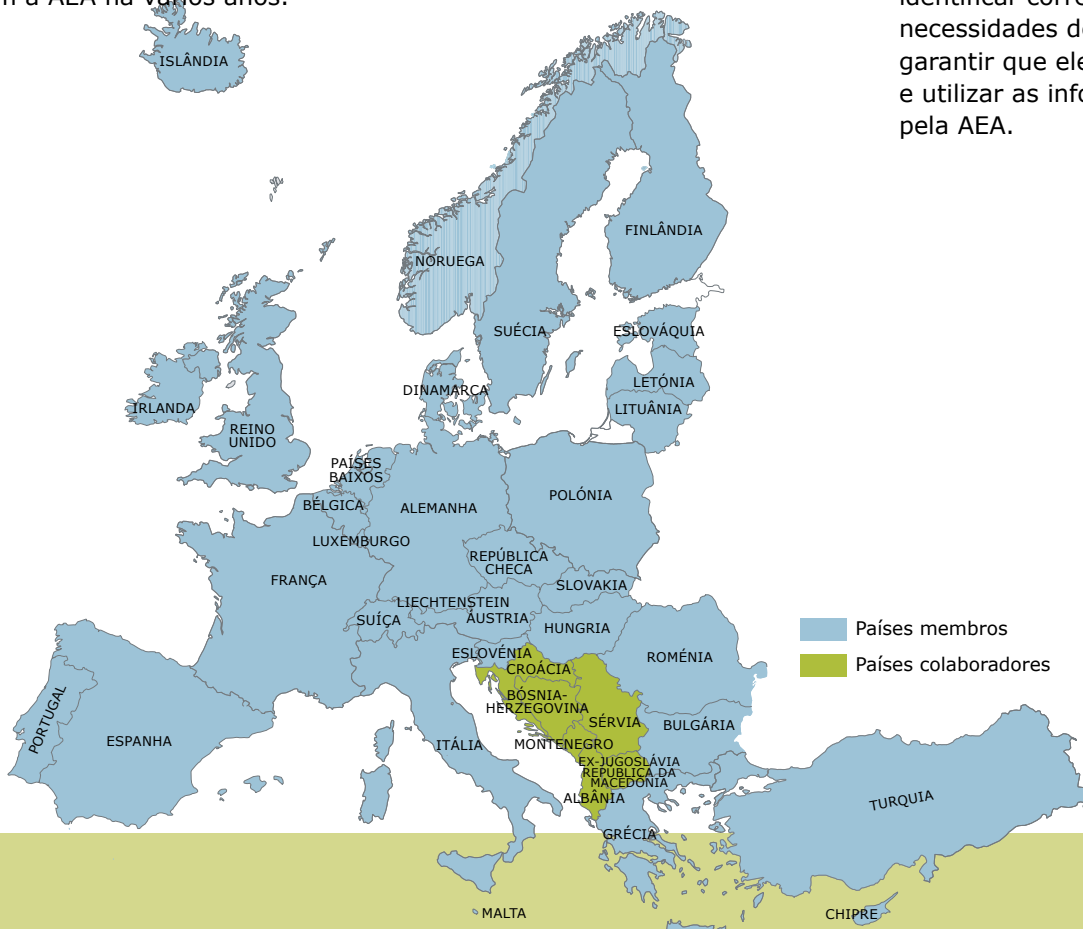 m a AEA há vários anos.
identificar corre
necessidades de
garantir que ele
e utilizar as info
pela AEA.
ISLÂNDIA
FINLÂNDIA
NORUEGA
SUÉCIA
ESLOVÁQUIA
DINAMARCA
LETÓNIA
LITUÂNIA
IRLANDA
REINO
UNIDO
PAÍSES
BAIXOS
BÉLGICA
ALEMANHA
POLÓNIA
LUXEMBURGO
REPÚBLICA
CHECA
FRANÇA
SLOVAKIA
LIECHTENSTEIN
SUÍÇA
ÁUSTRIA
HUNGRIA
ESLOVÉNIA
ROMÉNIA
CROÁCIA
BÓSNIA-
HERZEGOVINA
SÉRVIA
BULGÁRIA
PORTUGAL
ESPANHA
ITÁLIA
MONTENEGRO
EX-JUGOSLÁVIA
REPÚBLICA DA
MACEDÓNIA
ALBÂNIA
TURQUIA
GRÉCIA
MALTA
CHIPRE
Países membros
Países colaboradores